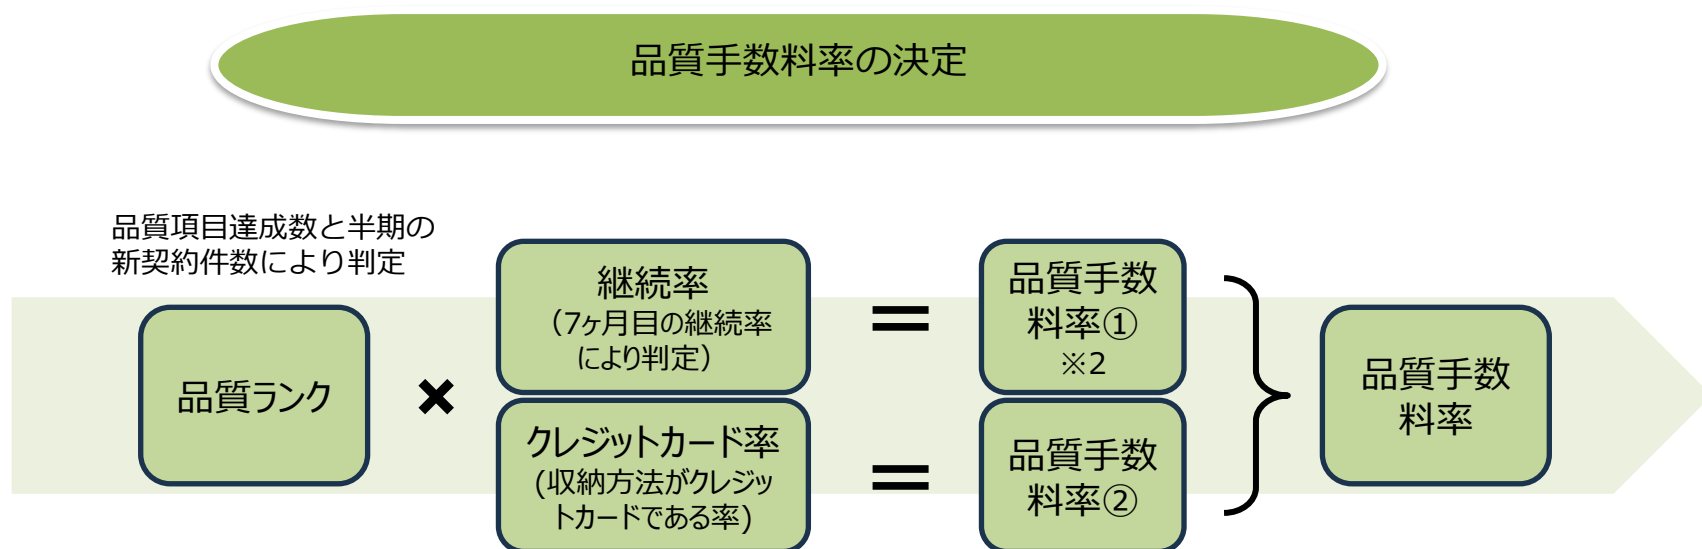 品質手数料率の決定
品質項目達成数と半期の
新契約件数により判定
品質ランク
×
継続率
（7ヶ月目の継続率
により判定）
＝
品質手数
料率①
※2
クレジットカード率
(収納方法がクレジッ
トカードである率)
＝
品質手数
料率②
品質手数
料率